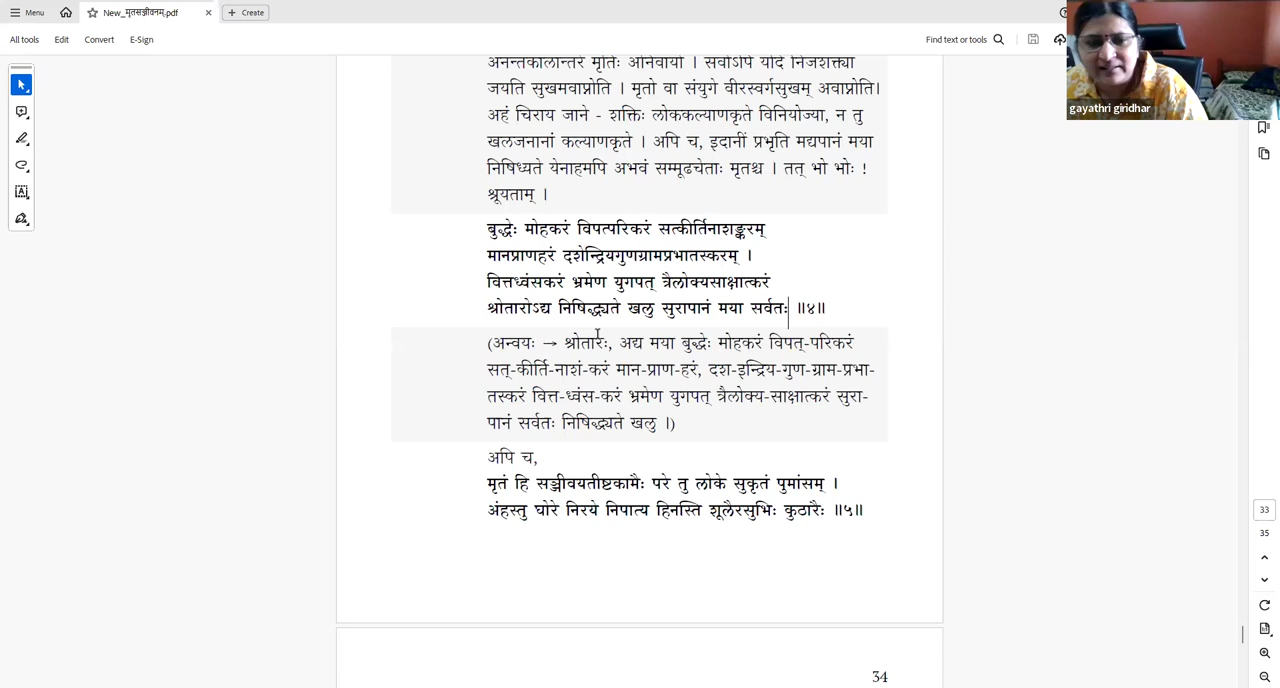 Menu
New_मृतसञ्जीवनम्.pdf
Create
All tools
Edit
Convert
E-Sign
Find text or tools
gayathri giridhar
अनन्तकालान्तरं मृतिः अनिवार्या । सर्वोऽपि यदि निजशक्त्या
जयति सुखमवाप्नोति । मृतो वा संयुगे वीरस्वर्गसुखम् अवाप्नोति।
अहं चिराय जाने - शक्तिः लोककल्याणकृते विनियोज्या, न तु
खलजनानां कल्याणकृते । अपि च, इदानीं प्रभृति मद्यपानं मया
निषिध्यते येनाहमपि अभवं सम्मूढचेताः मृतश्च । तत् भो भोः !
श्रूयताम् ।
बुद्धेः मोहकरं विपत्परिकरं सत्कीर्तिनाशङ्करम्
मानप्राणहरं दशेन्द्रियगुणग्रामप्रभातस्करम् ।
वित्तध्वंसकरं भ्रमेण युगपत् त्रैलोक्यसाक्षात्करं
श्रोतारोऽद्य निषिद्ध्यते खलु सुरापानं मया सर्वतः ॥४॥
(अन्वयः → श्रोतारः, अद्य मया बुद्धेः मोहकरं विपत्-परिकरं
सत्-कीर्ति-नाशं-करं मान-प्राण-हरं, दश-इन्द्रिय-गुण-ग्राम-प्रभा-
तस्करं वित्त-ध्वंस-करं भ्रमेण युगपत् त्रैलोक्य-साक्षात्करं सुरा-
पानं सर्वतः निषिद्ध्यते खलु ।)
अपि च,
मृतं हि सञ्जीवयतीष्टकामैः परे तु लोके सुकृतं पुमांसम् ।
अंहस्तु घोरे निरये निपात्य हिनस्ति शूलैरसुभिः कुठारैः ॥५॥
34
33
35